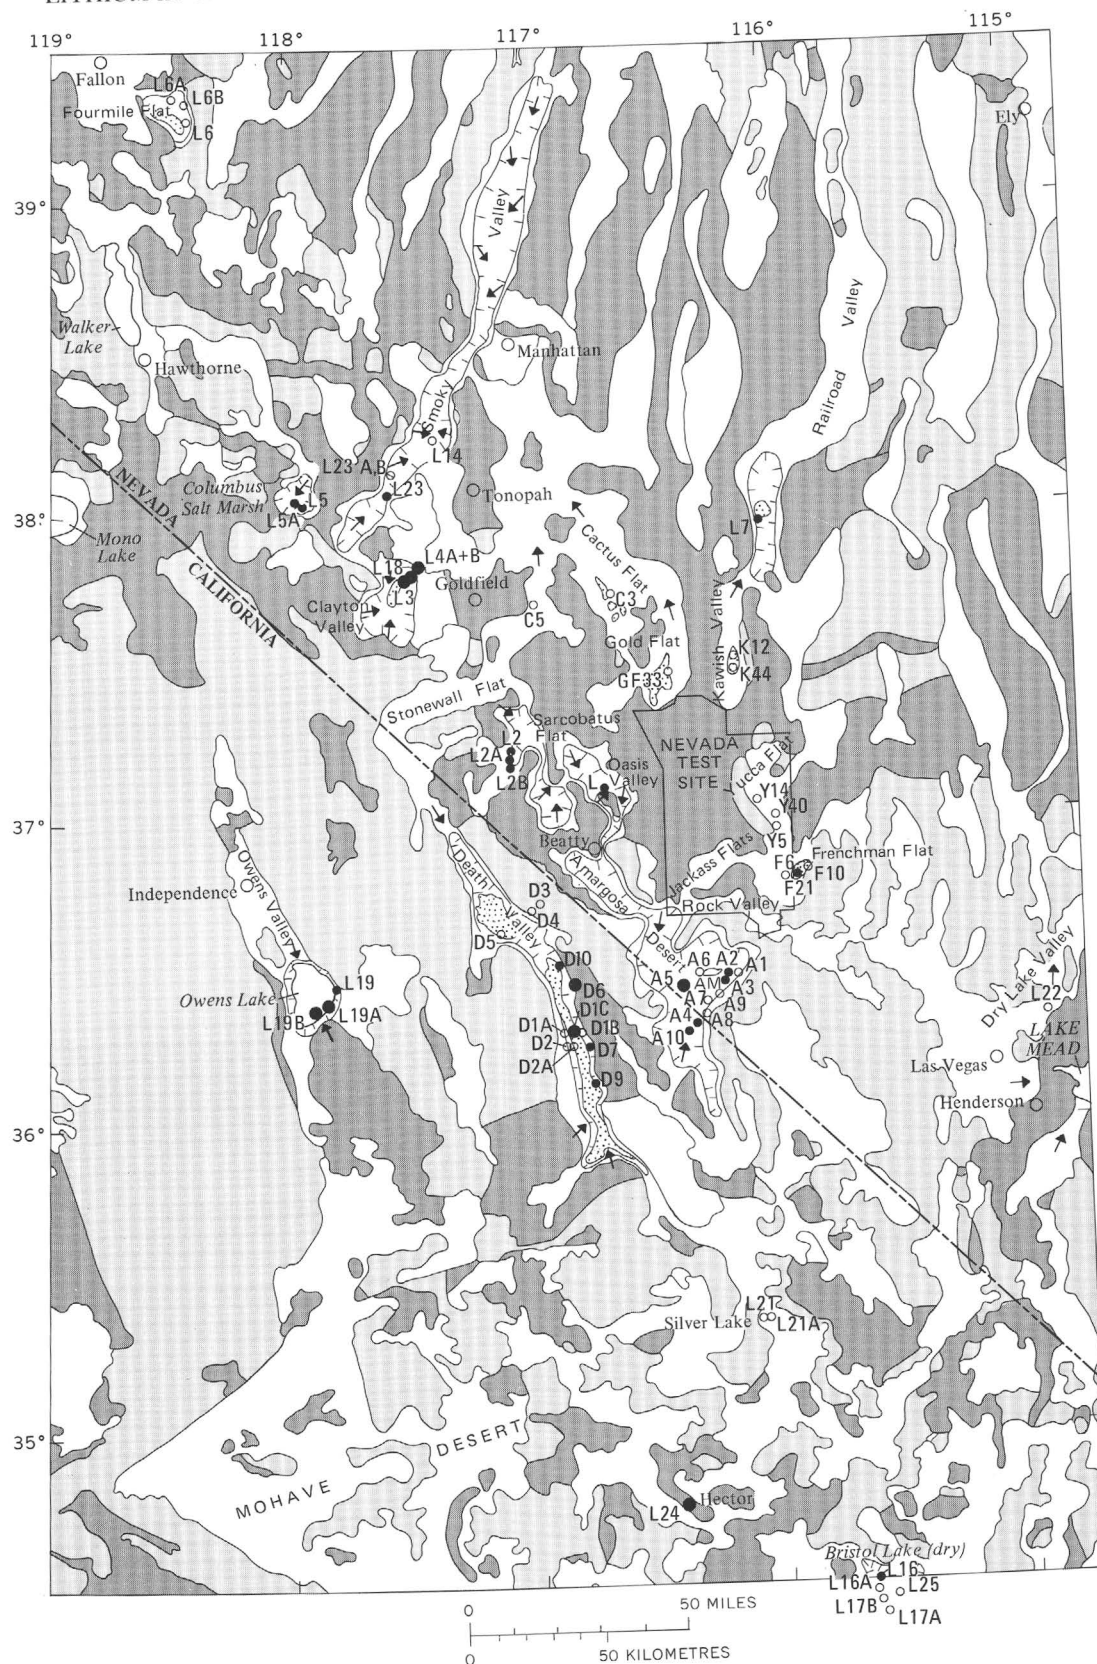 119°
118°
117°
116°
115°
Fallon
L6A
L6B
Fourmile Flat
L6
Ely
39°
Valley
Smoky
Walker
Lake
Hawthorne
Manhattan
Railroad
Valley
L14
L23 A,B
L23
Columbus
Salt Marsh
L5
L5A
Tonopah
NEVADA
CALIFORNIA
38°
Mono
Lake
L7
Cactus Flat
L4A+B
L18
L3
Goldfield
Clayton
Valley
C5
C3
Gold Flat
GF33
Kawish Valley
K12
K44
Stonewall Flat
Sarcobatus
Flat
L2
L2A
L2B
Oasis
Valley
L
NEVADA
TEST
SITE
Yucca Flat
Y14
Y40
Y5
37°
Beatty
Amargosa
Desert
Jackass Flats
Rock Valley
Frenchman Flat
F6
F10
F21
Independence
Owens Valley
Death
Valley
D3
D4
D5
D10
D6
D1C
D1A
D1B
D2
D7
D2A
D9
Owens Lake
L19
L19B
L19A
A6
A2
A1
A5
AM
A3
A7
A9
A4
A8
A10
Dry Lake Valley
L22
LAKE
MEAD
Las Vegas
Henderson
36°
L21
Silver Lake
L21A
35°
MOHAVE DESERT
Hector
L24
Bristol Lake (dry)
L16
L16A
L25
L17B
L17A
0 50 MILES
0 50 KILOMETRES